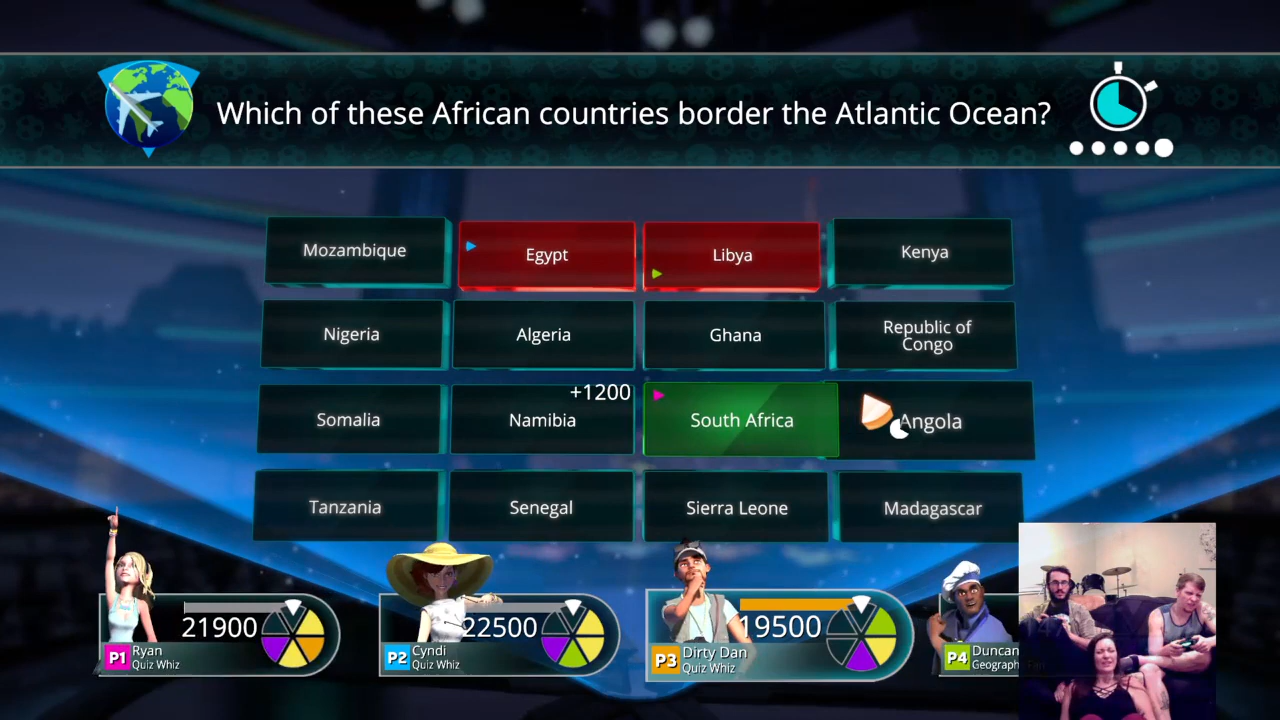 Which of these African countries border the Atlantic Ocean?
Mozambique
Egypt
Libya
Kenya
Nigeria
Algeria
Ghana
Republic of
Congo
+1200
Somalia
Namibia
South Africa
Angola
Tanzania
Senegal
Sierra Leone
Madagascar
21900
P1
Ryan
Quiz Whiz
22500
P2
Cyndi
Quiz Whiz
19500
P3
Dirty Dan
Quiz Whiz
P4
Duncan